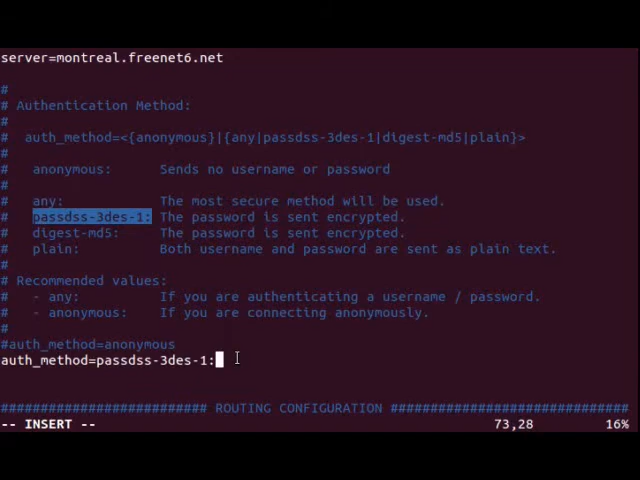 server=montreal.freenet6.net
#
# Authentication Method:
#
#  auth_method=<{anonymous}|{any|passdss-3des-1|digest-md5|plain}>
#
#   anonymous:      Sends no username or password
#
#   any:            The most secure method will be used.
#   passdss-3des-1: The password is sent encrypted.
#   digest-md5:     The password is sent encrypted.
#   plain:          Both username and password are sent as plain text.
#
# Recommended values:
#   - any:          If you are authenticating a username / password.
#   - anonymous:    If you are connecting anonymously.
#
#auth_method=anonymous
auth_method=passdss-3des-1:
########################## ROUTING CONFIGURATION ##############################
-- INSERT --                                                  73,28         16%